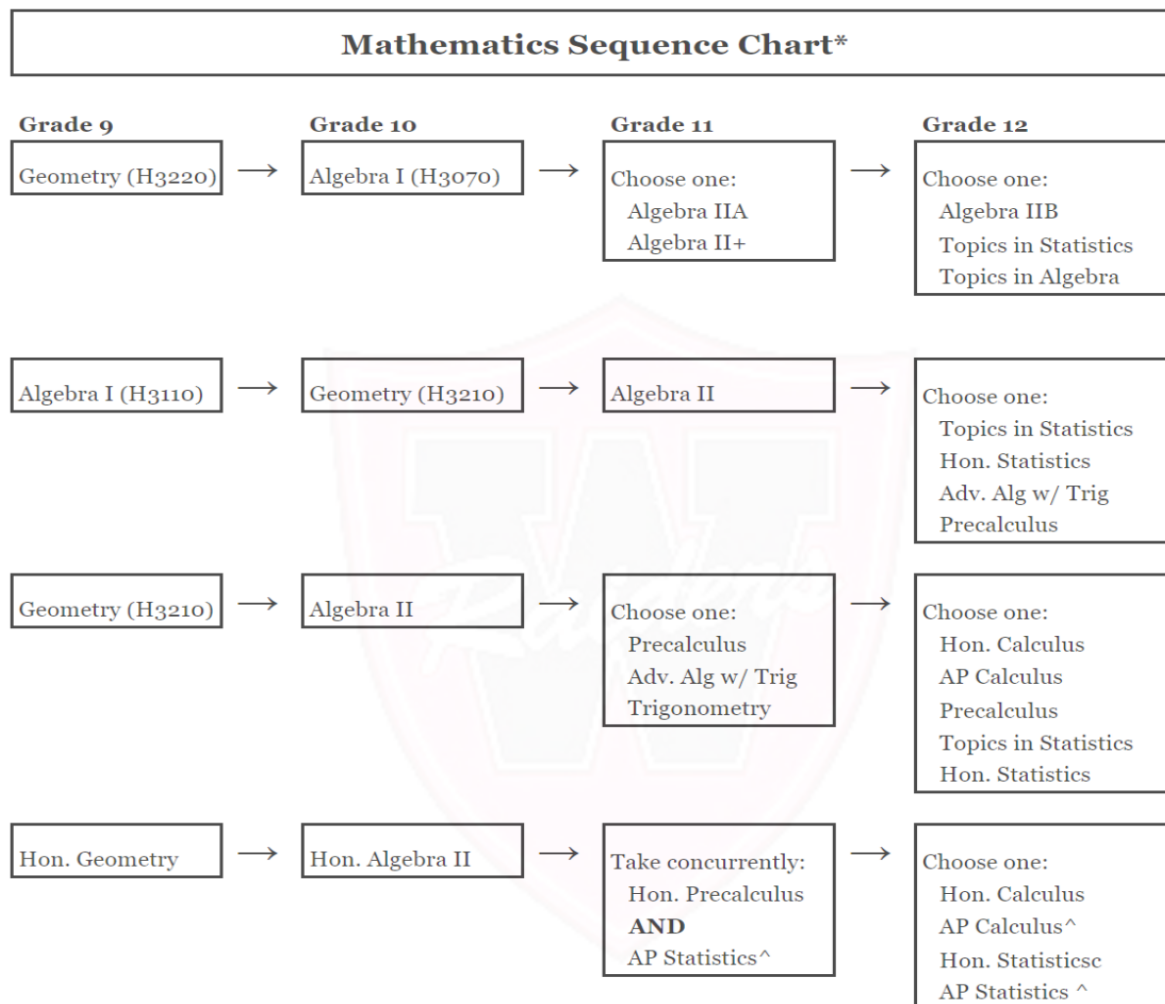 Mathematics Sequence Chart*
Grade 9
Grade 10
Grade 11
Grade 12
Geometry (H3220)
→
Algebra I (H3070)
→
Choose one:
Algebra IIA
Algebra II+
→
Choose one:
Algebra IIB
Topics in Statistics
Topics in Algebra
Algebra I (H3110)
→
Geometry (H3210)
→
Algebra II
→
Choose one:
Topics in Statistics
Hon. Statistics
Adv. Alg w/ Trig
Precalculus
Geometry (H3210)
→
Algebra II
→
Choose one:
Precalculus
Adv. Alg w/ Trig
Trigonometry
→
Choose one:
Hon. Calculus
AP Calculus
Precalculus
Topics in Statistics
Hon. Statistics
Hon. Geometry
→
Hon. Algebra II
→
Take concurrently:
Hon. Precalculus
AND
AP Statistics^
→
Choose one:
Hon. Calculus
AP Calculus^
Hon. Statisticsc
AP Statistics ^
W
Raiders